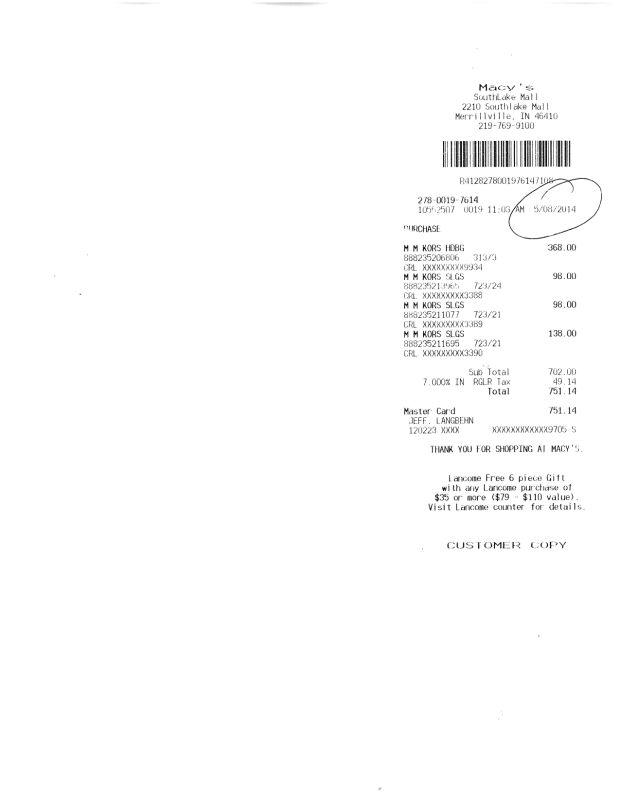 Macy's
SouthLake Mall
2210 Southlake Mall
Merrillville, IN 46410
219-769-9100
278-0019-7614
0019 11:03 AM 5/08/2014
PURCHASE
M M KORS HDBG 368.00
888235206806 313/3
CRL XXXXXXXXX9934
M M KORS SLGS 98.00
723/24
CRL XXXXXXXXX3388
M M KORS SLGS 98.00
888235211077 723/21
CRL XXXXXXXXX3389
M M KORS SLGS 138.00
888235211695 723/21
CRL XXXXXXXXX3390
Sub Total 702.00
7.000% IN RGLR Tax 49.14
Total 751.14
Master Card 751.14
JEFF. LANGBEHN
120223 XXXX XXXXXXXXXXXX9705 S
THANK YOU FOR SHOPPING AT MACY'S.
Lancome Free 6 piece Gift
with any Lancome purchase of
$35 or more ($79 - $110 value).
Visit Lancome counter for details.
CUSTOMER COPY